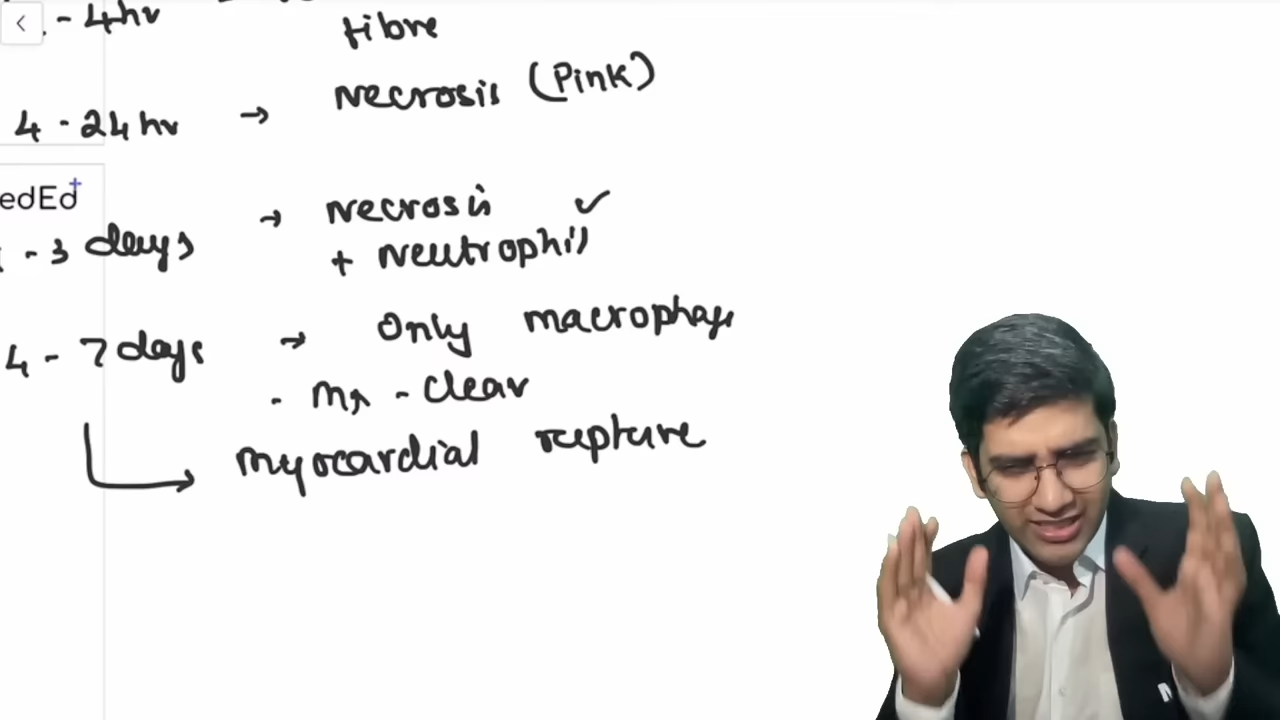 - 4hr
fibre
4 - 24 hr → necrosis (Pink)
edEd+
- 3 days → necrosis ✓
+ neutrophil
4 - 7 days → Only macrophage
- - clear
myocardial rupture